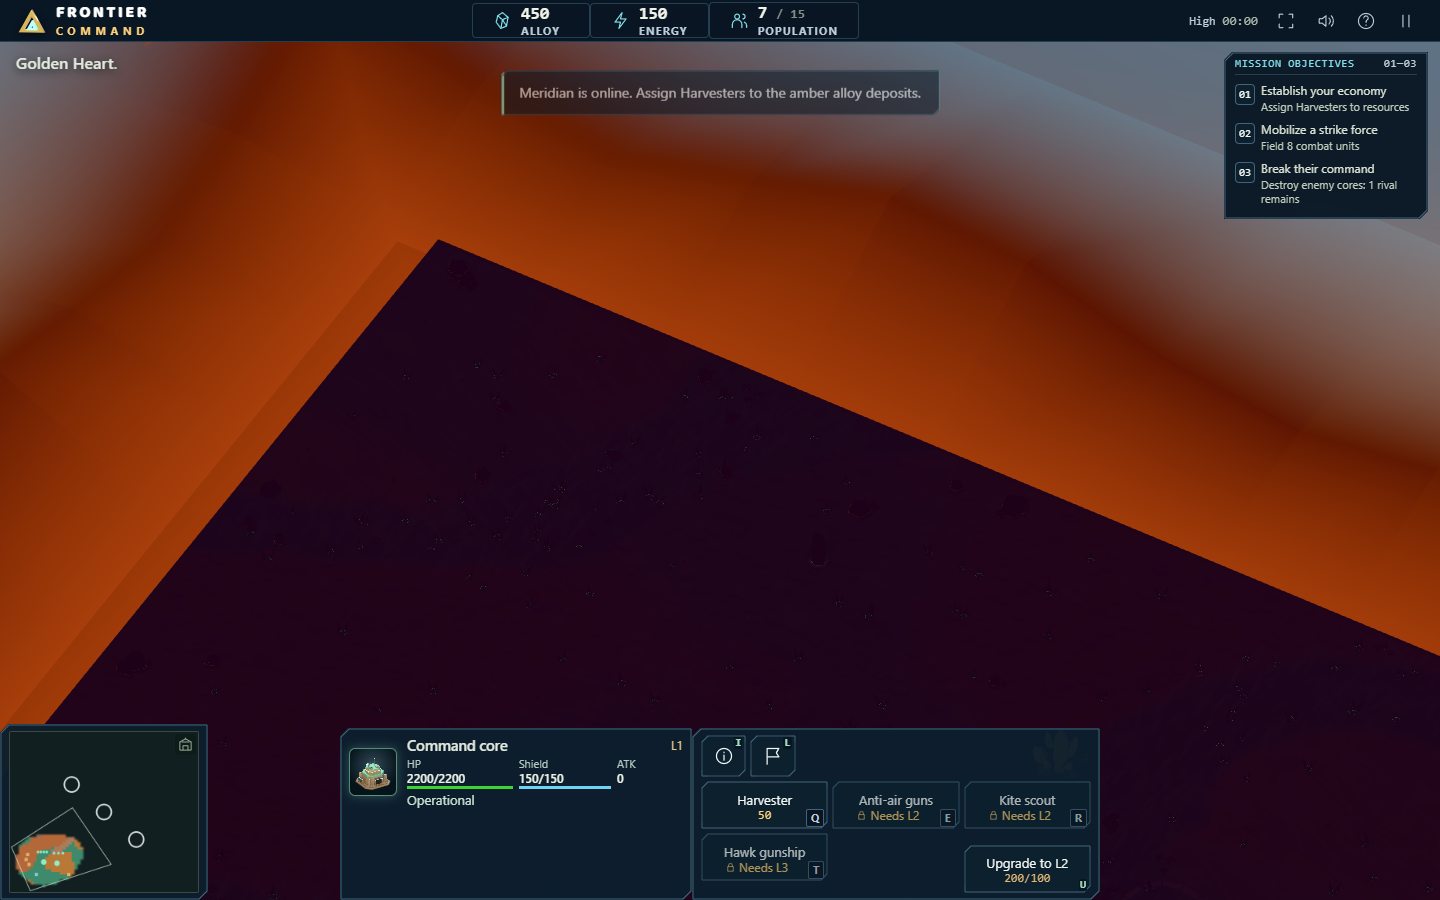 FRONTIER
COMMAND
450
ALLOY
150
ENERGY
7 / 15
POPULATION
High 00:00
Golden Heart.
Meridian is online. Assign Harvesters to the amber alloy deposits.
MISSION OBJECTIVES 01—03
01 Establish your economy
Assign Harvesters to resources
02 Mobilize a strike force
Field 8 combat units
03 Break their command
Destroy enemy cores: 1 rival
remains
Command core L1
HP Shield ATK
2200/2200 150/150 0
Operational
I L
Harvester
50 Q
Anti-air guns
Needs L2 E
Kite scout
Needs L2 R
Hawk gunship
Needs L3 T
Upgrade to L2
200/100 U